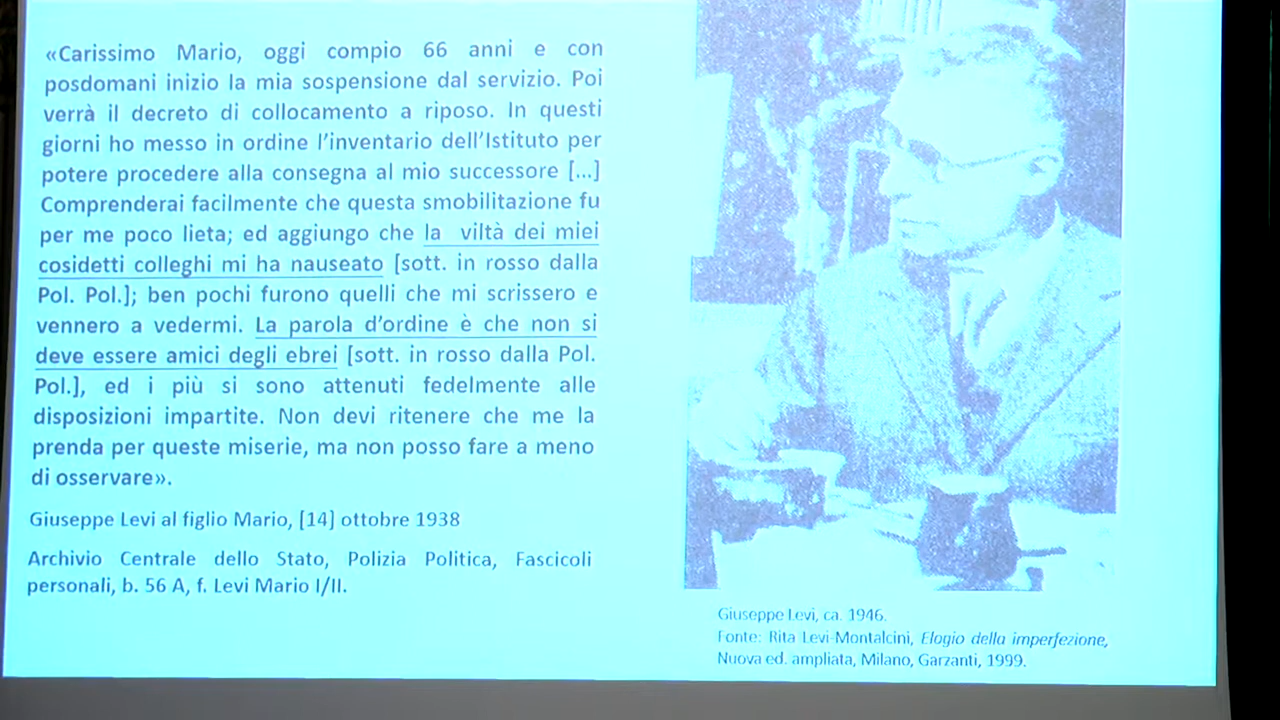 «Carissimo Mario, oggi compio 66 anni e con
posdomani inizio la mia sospensione dal servizio. Poi
verrà il decreto di collocamento a riposo. In questi
giorni ho messo in ordine l'inventario dell'Istituto per
potere procedere alla consegna al mio successore [...]
Comprenderai facilmente che questa smobilitazione fu
per me poco lieta; ed aggiungo che la viltà dei miei
cosidetti colleghi mi ha nauseato [sott. in rosso dalla
Pol. Pol.]; ben pochi furono quelli che mi scrissero e
vennero a vedermi. La parola d'ordine è che non si
deve essere amici degli ebrei [sott. in rosso dalla Pol.
Pol.], ed i più si sono attenuti fedelmente alle
disposizioni impartite. Non devi ritenere che me la
prenda per queste miserie, ma non posso fare a meno
di osservare».
Giuseppe Levi al figlio Mario, [14] ottobre 1938
Archivio Centrale dello Stato, Polizia Politica, Fascicoli
personali, b. 56 A, f. Levi Mario I/II.
Giuseppe Levi, ca. 1946.
Fonte: Rita Levi-Montalcini, Elogio della imperfezione,
Nuova ed. ampliata, Milano, Garzanti, 1999.